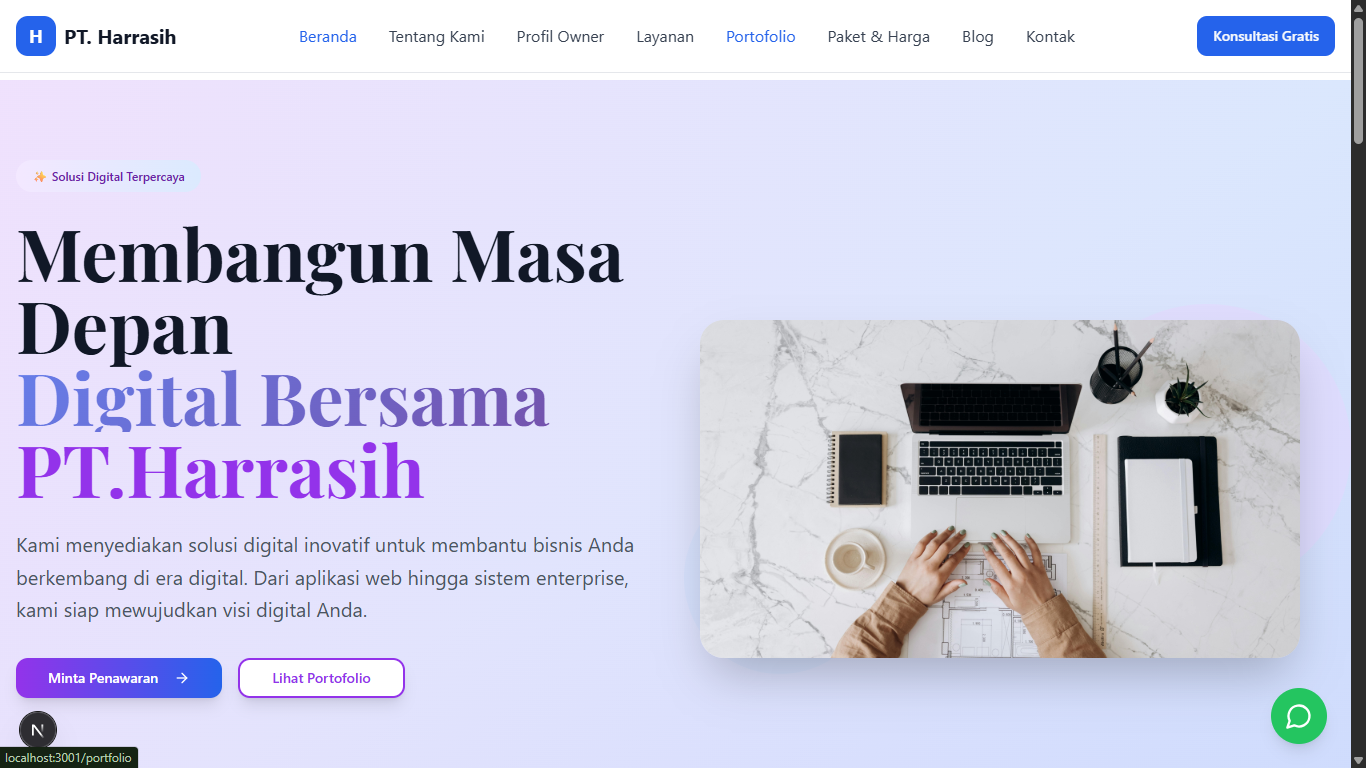 H PT. Harrasih Beranda Tentang Kami Profil Owner Layanan Portofolio Paket & Harga Blog Kontak Konsultasi Gratis
✨ Solusi Digital Terpercaya
Membangun Masa
Depan
Digital Bersama
PT.Harrasih
Kami menyediakan solusi digital inovatif untuk membantu bisnis Anda
berkembang di era digital. Dari aplikasi web hingga sistem enterprise,
kami siap mewujudkan visi digital Anda.
Minta Penawaran → Lihat Portofolio
N
localhost:3001/portfolio